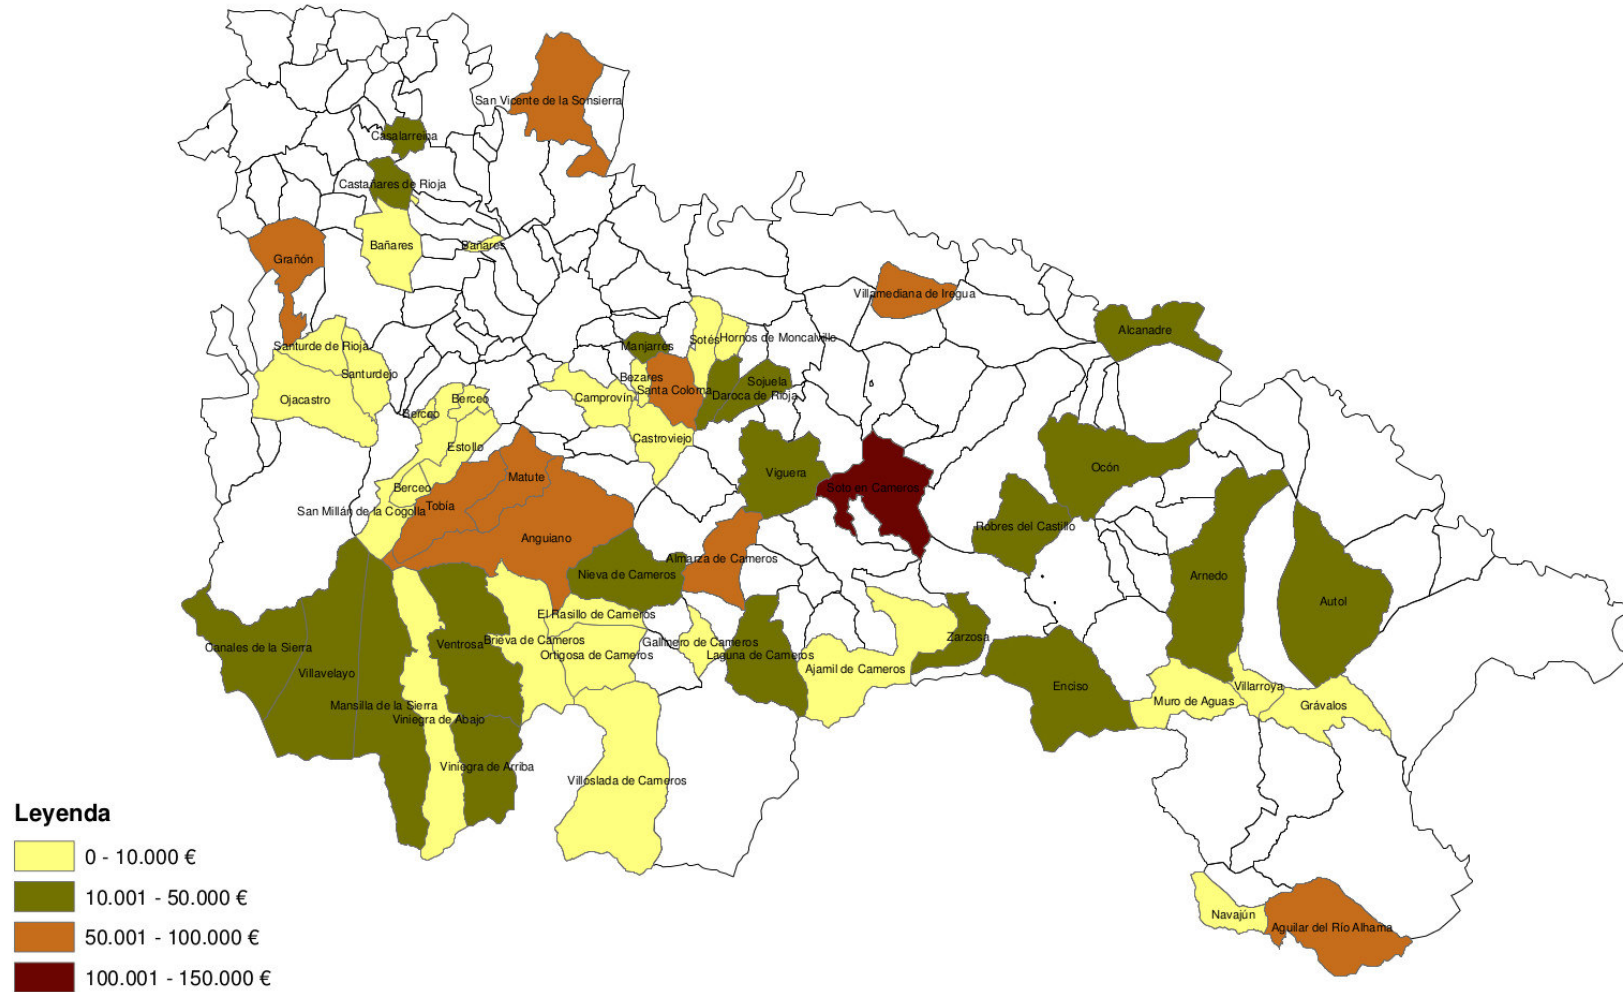 San Vicente de la Sonsierra
Casalarreina
Castañares de Rioja
Bañares
Bañares
Grañón
Villamediana de Iregua
Alcanadre
Santurde de Rioja
Manjarrés
Sotés
Hornos de Moncalvillo
Santurdejo
Bezares
Santa Coloma
Sojuela
Daroca de Rioja
Ojacastro
Berceo
Berceo
Camprovín
Castroviejo
Estollo
Matute
Viguera
Ocón
Berceo
Soto en Cameros
Tobía
San Millán de la Cogolla
Robres del Castillo
Anguiano
Almarza de Cameros
Nieva de Cameros
Arnedo
Autol
El Rasillo de Cameros
Canales de la Sierra
Ventrosa
Brieva de Cameros
Gallinero de Cameros
Zarzosa
Ortigosa de Cameros
Laguna de Cameros
Villavelayo
Ajamil de Cameros
Enciso
Villarroya
Muro de Aguas
Grávalos
Mansilla de la Sierra
Viniegra de Abajo
Viniegra de Arriba
Villoslada de Cameros
Navajún
Aguilar del Río Alhama
Leyenda
0 - 10.000 €
10.001 - 50.000 €
50.001 - 100.000 €
100.001 - 150.000 €